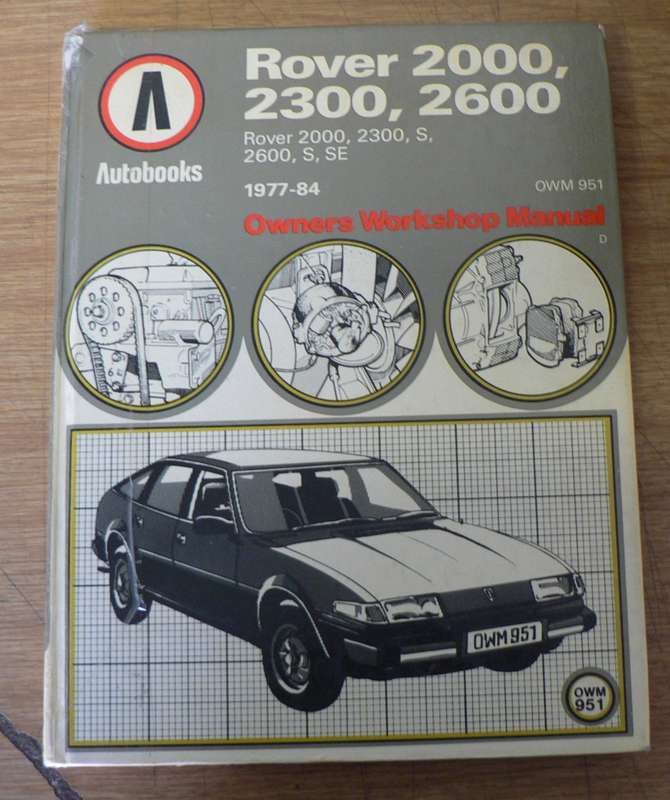 Autobooks
Rover 2000,
2300, 2600
Rover 2000, 2300, S,
2600, S, SE
1977-84
OWM 951
Owners Workshop Manual
D
OWM 951
OWM
951